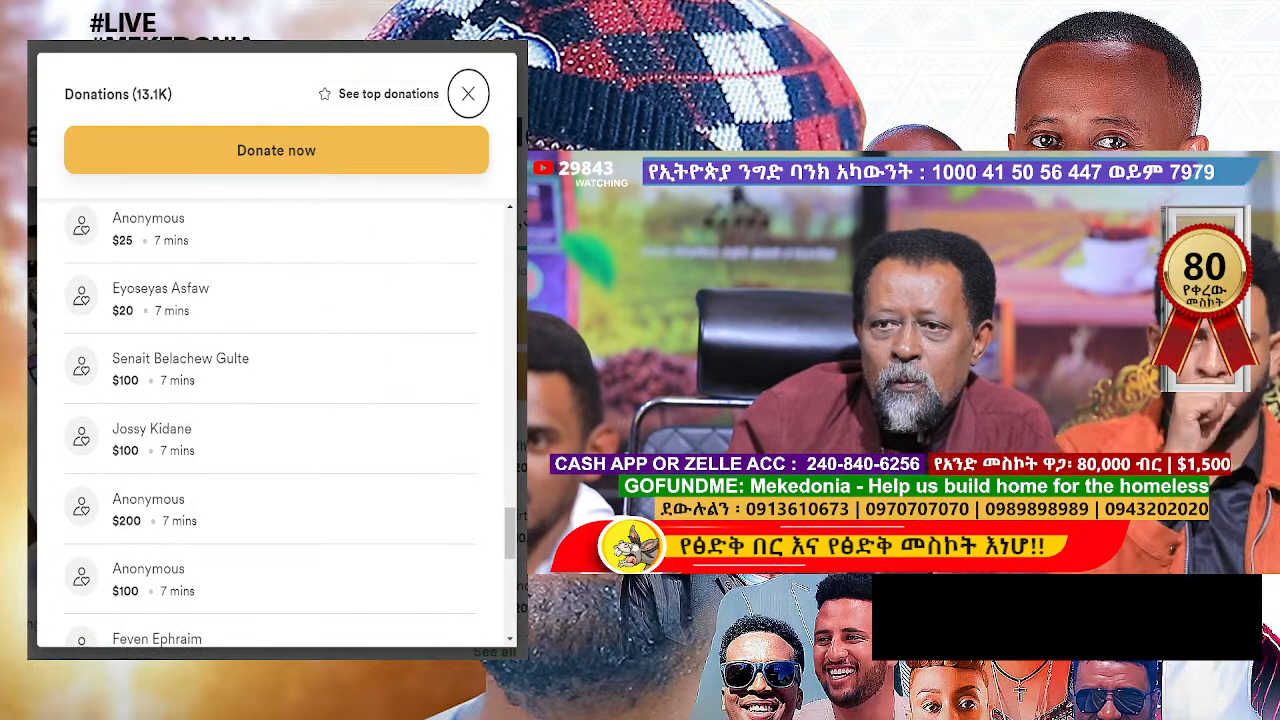 #LIVE
#MEKEDONIA
Donations (13.1K)
See top donations
Donate now
Anonymous
$25 • 7 mins
Eyoseyas Asfaw
$20 • 7 mins
Senait Belachew Gulte
$100 • 7 mins
Jossy Kidane
$100 • 7 mins
Anonymous
$200 • 7 mins
Anonymous
$100 • 7 mins
Feven Ephraim
See all
29843
WATCHING
የኢትዮጵያ ንግድ ባንክ አካውንት : 1000 41 50 56 447 ወይም 7979
80
የቀረው
መስኮት
CASH APP OR ZELLE ACC : 240-840-6256
የአንድ መስኮት ዋጋ፡ 80,000 ብር | $1,500
GOFUNDME: Mekedonia - Help us build home for the homeless
ደውሉልን : 0913610673 | 0970707070 | 0989898989 | 0943202020
የፅድቅ በር እና የፅድቅ መስኮት እነሆ!!